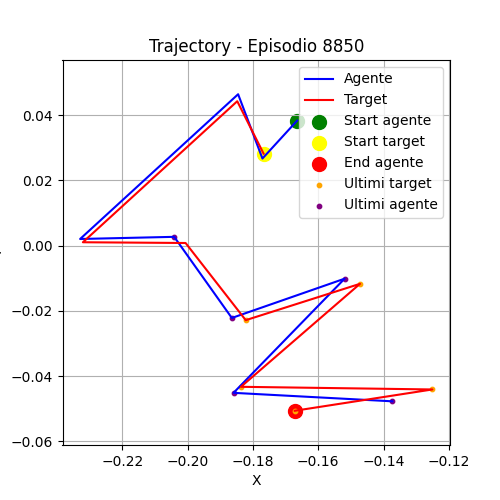 Trajectory - Episodio 8850
Agente
Target
Start agente
Start target
End agente
Ultimi target
Ultimi agente
0.04
0.02
0.00
−0.02
−0.04
−0.06
−0.22
−0.20
−0.18
−0.16
−0.14
−0.12
X